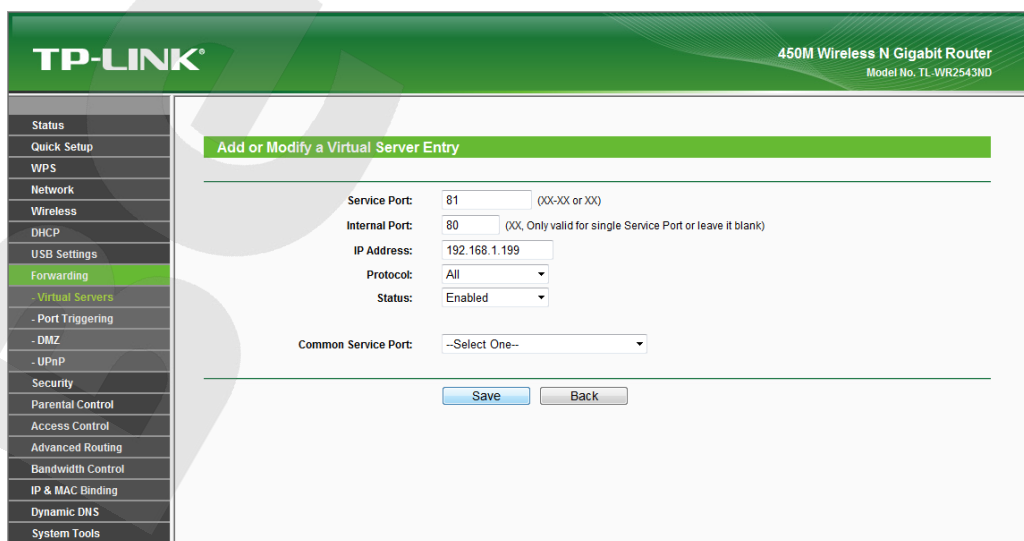 TP-LINK®
450M Wireless N Gigabit Router
Model No. TL-WR2543ND
Status
Quick Setup
WPS
Network
Wireless
DHCP
USB Settings
Forwarding
- Virtual Servers
- Port Triggering
- DMZ
- UPnP
Security
Parental Control
Access Control
Advanced Routing
Bandwidth Control
IP & MAC Binding
Dynamic DNS
System Tools
Add or Modify a Virtual Server Entry
Service Port: 81 (XX-XX or XX)
Internal Port: 80 (XX, Only valid for single Service Port or leave it blank)
IP Address: 192.168.1.199
Protocol: All
Status: Enabled
Common Service Port: --Select One--
Save Back